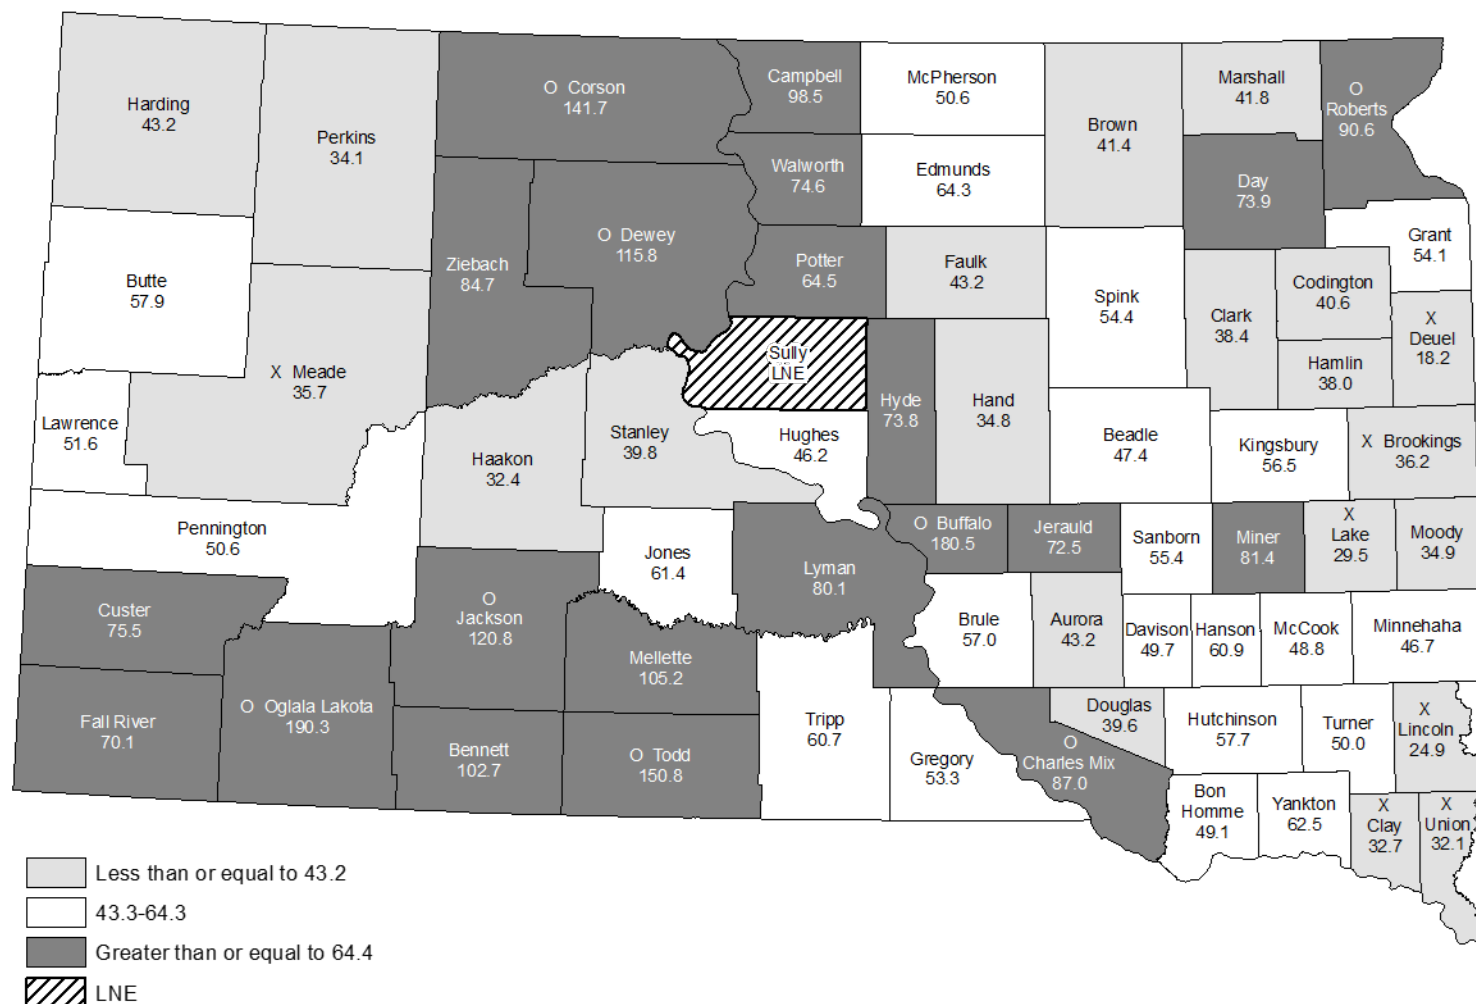 Harding
43.2
Perkins
34.1
O Corson
141.7
Campbell
98.5
McPherson
50.6
Brown
41.4
Marshall
41.8
O
Roberts
90.6
Walworth
74.6
Edmunds
64.3
Day
73.9
Grant
54.1
Butte
57.9
Ziebach
84.7
O Dewey
115.8
Potter
64.5
Faulk
43.2
Spink
54.4
Clark
38.4
Codington
40.6
X
Deuel
18.2
Hamlin
38.0
X Meade
35.7
Sully
LNE
Lawrence
51.6
Haakon
32.4
Stanley
39.8
Hughes
46.2
Hyde
73.8
Hand
34.8
Beadle
47.4
Kingsbury
56.5
X Brookings
36.2
Pennington
50.6
Jones
61.4
Lyman
80.1
O Buffalo
180.5
Jerauld
72.5
Sanborn
55.4
Miner
81.4
X
Lake
29.5
Moody
34.9
Custer
75.5
O
Jackson
120.8
Mellette
105.2
Brule
57.0
Aurora
43.2
Davison
49.7
Hanson
60.9
McCook
48.8
Minnehaha
46.7
Fall River
70.1
O Oglala Lakota
190.3
Bennett
102.7
O Todd
150.8
Tripp
60.7
Gregory
53.3
O
Charles Mix
87.0
Douglas
39.6
Hutchinson
57.7
Turner
50.0
X
Lincoln
24.9
Bon
Homme
49.1
Yankton
62.5
X
Clay
32.7
X
Union
32.1
Less than or equal to 43.2
43.3-64.3
Greater than or equal to 64.4
LNE